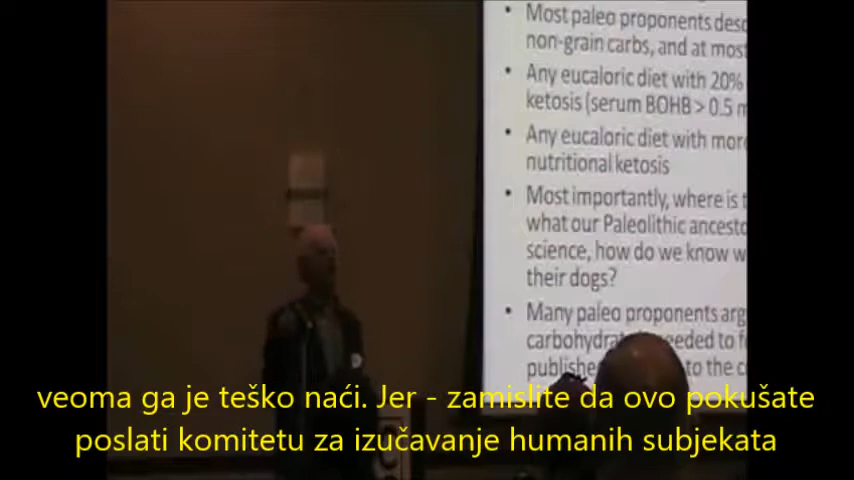 • Most paleo proponents desc
non-grain carbs, and at most
• Any eucaloric diet with 20%
ketosis (serum BOHB > 0.5 m
• Any eucaloric diet with more
nutritional ketosis
• Most importantly, where is t
what our Paleolithic ancesto
science, how do we know w
their dogs?
• Many paleo proponents arg
carbohydra eeded to f
publishe to the c
veoma ga je teško naći. Jer - zamislite da ovo pokušate
poslati komitetu za izučavanje humanih subjekata